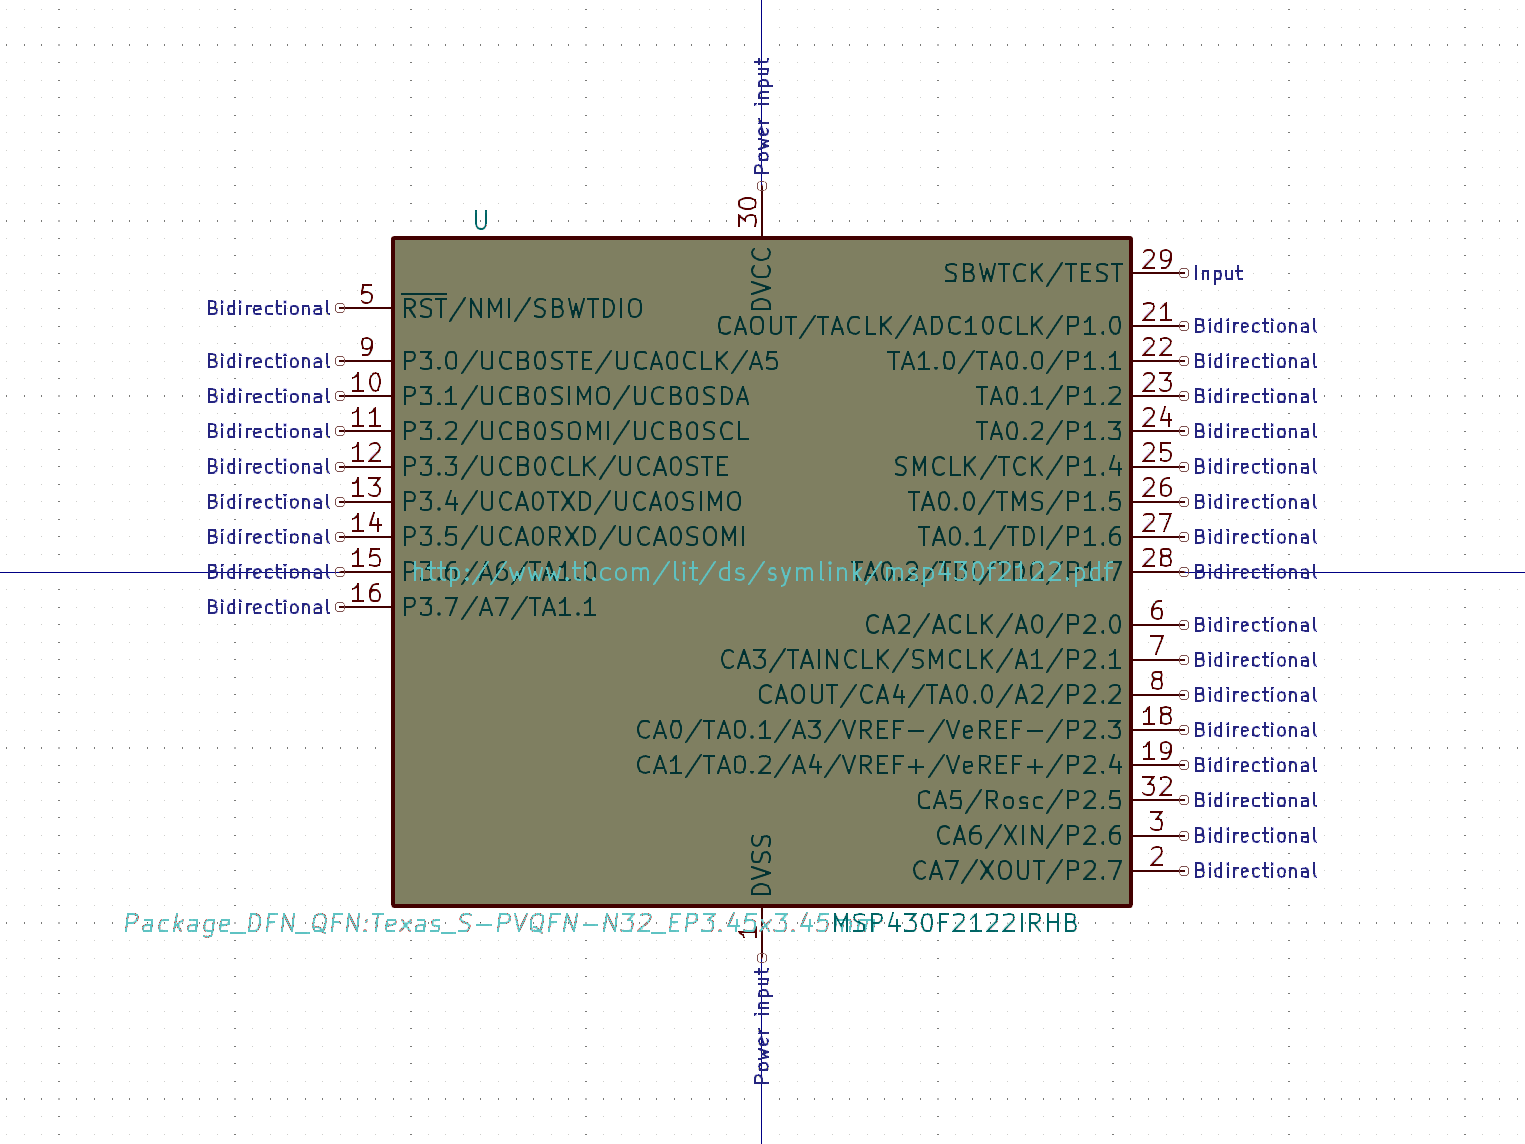 Power input
30
U
DVCC
SBWTCK/TEST 29 Input
Bidirectional 5 RST/NMI/SBWTDIO
CAOUT/TACLK/ADC10CLK/P1.0 21 Bidirectional
Bidirectional 9 P3.0/UCB0STE/UCA0CLK/A5 TA1.0/TA0.0/P1.1 22 Bidirectional
Bidirectional 10 P3.1/UCB0SIMO/UCB0SDA TA0.1/P1.2 23 Bidirectional
Bidirectional 11 P3.2/UCB0SOMI/UCB0SCL TA0.2/P1.3 24 Bidirectional
Bidirectional 12 P3.3/UCB0CLK/UCA0STE SMCLK/TCK/P1.4 25 Bidirectional
Bidirectional 13 P3.4/UCA0TXD/UCA0SIMO TA0.0/TMS/P1.5 26 Bidirectional
Bidirectional 14 P3.5/UCA0RXD/UCA0SOMI TA0.1/TDI/P1.6 27 Bidirectional
Bidirectional 15 P3.6/A6/TA1.0 http://www.ti.com/lit/ds/symlink/msp430f2122.pdf 28 Bidirectional
Bidirectional 16 P3.7/A7/TA1.1
CA2/ACLK/A0/P2.0 6 Bidirectional
CA3/TAINCLK/SMCLK/A1/P2.1 7 Bidirectional
CAOUT/CA4/TA0.0/A2/P2.2 8 Bidirectional
CA0/TA0.1/A3/VREF-/VeREF-/P2.3 18 Bidirectional
CA1/TA0.2/A4/VREF+/VeREF+/P2.4 19 Bidirectional
CA5/Rosc/P2.5 32 Bidirectional
CA6/XIN/P2.6 3 Bidirectional
CA7/XOUT/P2.7 2 Bidirectional
DVSS
Package_DFN_QFN:Texas_S-PVQFN-N32_EP3.45x3.45mm MSP430F2122IRHB
1
Power input